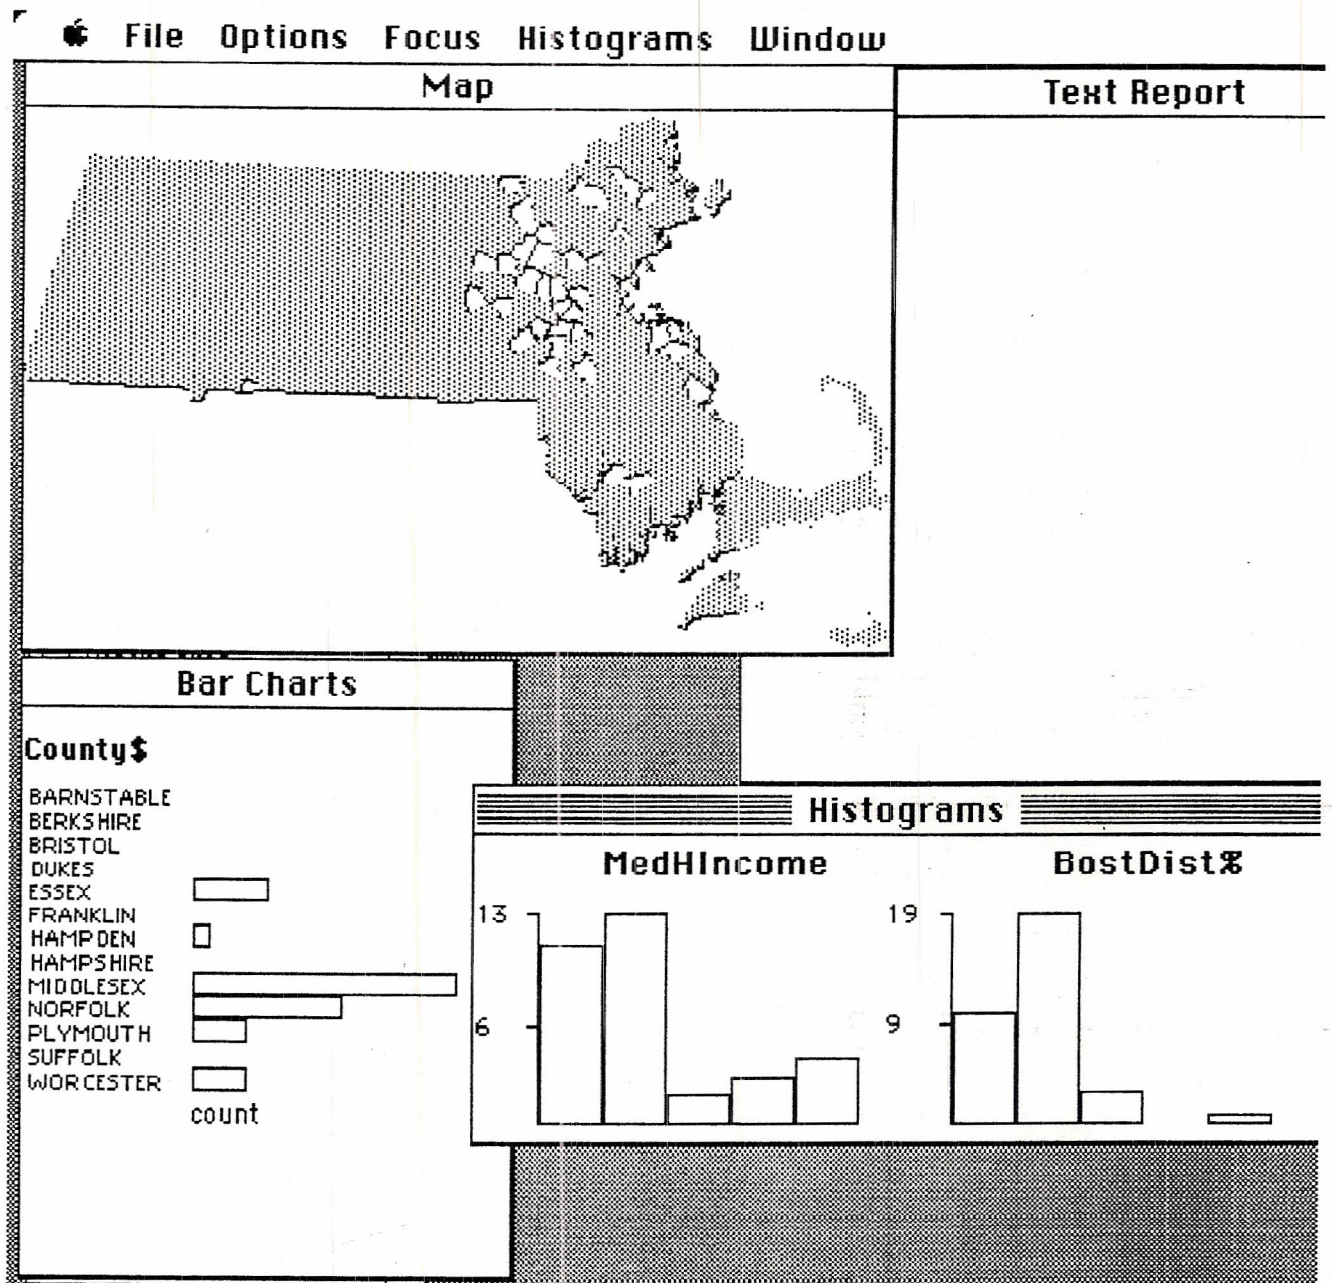 File Options Focus Histograms Window
Map
Text Report
Bar Charts
County$
BARNSTABLE
BERKSHIRE
BRISTOL
DUKES
ESSEX
FRANKLIN
HAMPDEN
HAMPSHIRE
MIDDLESEX
NORFOLK
PLYMOUTH
SUFFOLK
WORCESTER
count
Histograms
MedHIncome
BostDist%
13
6
19
9